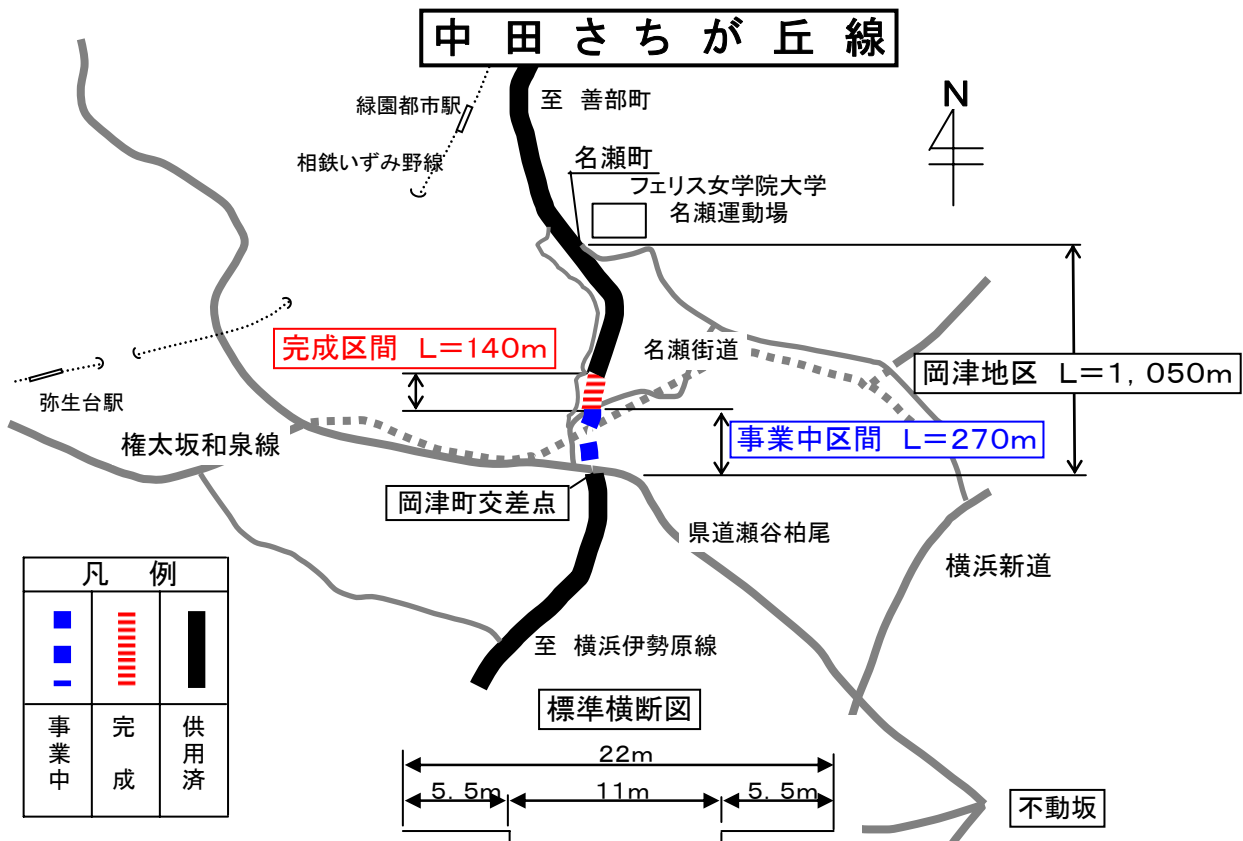 中田さちが丘線
緑園都市駅
至 善部町
N
相鉄いずみ野線
名瀬町
フェリス女学院大学
名瀬運動場
完成区間 L=140m
名瀬街道
岡津地区 L=1,050m
弥生台駅
権太坂和泉線
事業中区間 L=270m
岡津町交差点
県道瀬谷柏尾
横浜新道
凡 例
事業中
完成
供用済
至 横浜伊勢原線
標準横断図
22m
5.5m
11m
5.5m
不動坂